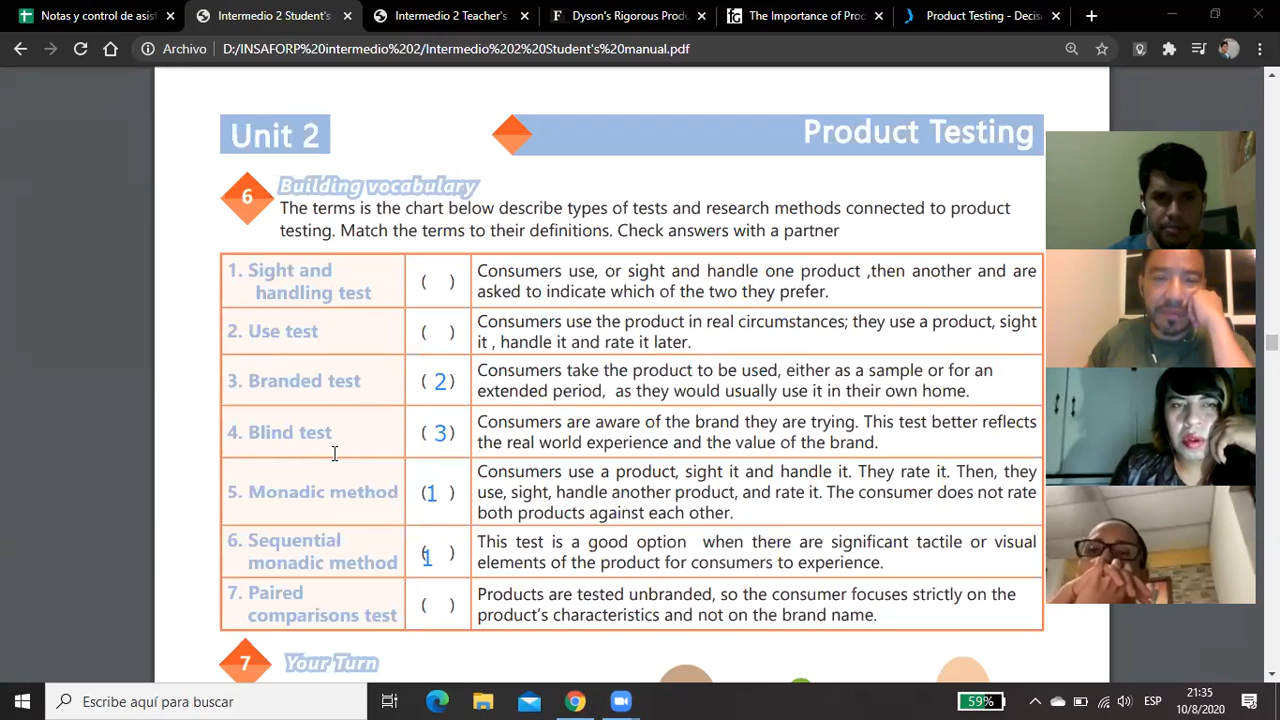 Notas y control de asist
Intermedio 2 Student's
Intermedio 2 Teacher's
Dyson's Rigorous Produ
The Importance of Proc
Product Testing - Decis
Archivo
D:/INSAFORP%20intermedio%202/Intermedio%202%20Student's%20manual.pdf
Unit 2
Product Testing
6
Building vocabulary
The terms is the chart below describe types of tests and research methods connected to product
testing. Match the terms to their definitions. Check answers with a partner
1. Sight and
handling test
( )
Consumers use, or sight and handle one product ,then another and are
asked to indicate which of the two they prefer.
2. Use test
( )
Consumers use the product in real circumstances; they use a product, sight
it , handle it and rate it later.
3. Branded test
( 2 )
Consumers take the product to be used, either as a sample or for an
extended period, as they would usually use it in their own home.
4. Blind test
( 3 )
Consumers are aware of the brand they are trying. This test better reflects
the real world experience and the value of the brand.
5. Monadic method
(1 )
Consumers use a product, sight it and handle it. They rate it. Then, they
use, sight, handle another product, and rate it. The consumer does not rate
both products against each other.
6. Sequential
monadic method
(1 )
This test is a good option when there are significant tactile or visual
elements of the product for consumers to experience.
7. Paired
comparisons test
( )
Products are tested unbranded, so the consumer focuses strictly on the
product's characteristics and not on the brand name.
7
Your Turn
Escribe aquí para buscar
59%
ESP
21:35
10/8/2020